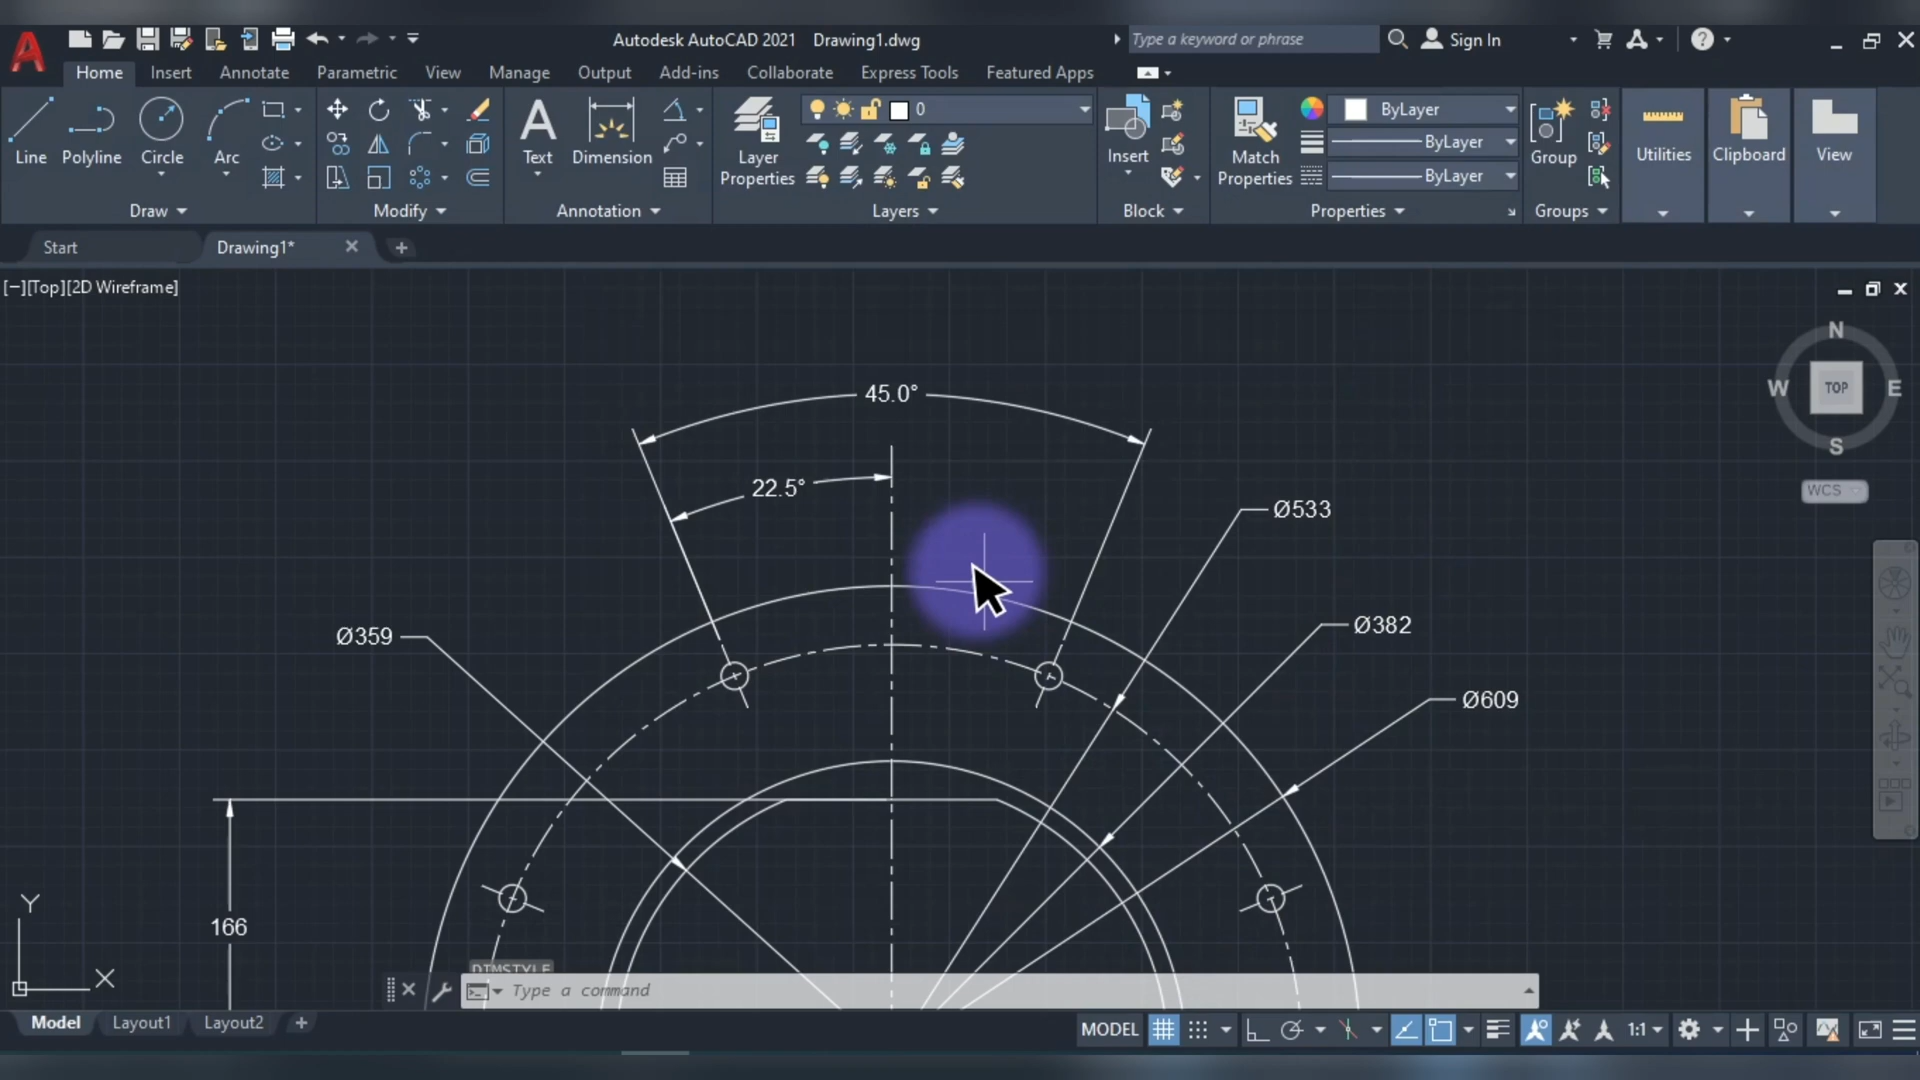 A Autodesk AutoCAD 2021 Drawing1.dwg Type a keyword or phrase Sign In ?
Home Insert Annotate Parametric View Manage Output Add-ins Collaborate Express Tools Featured Apps
0 ByLayer
ByLayer
Line Polyline Circle Arc Text Dimension Layer Properties Insert Match Properties Group Utilities Clipboard View
ByLayer
Draw Modify Annotation Layers Block Properties Groups
Start Drawing1* +
[−][Top][2D Wireframe]
N
W TOP E
S
WCS
45.0°
22.5°
Ø533
Ø359
Ø382
Ø609
166
Y
X
DIMSTYLE
Type a command
Model Layout1 Layout2 + MODEL 1:1